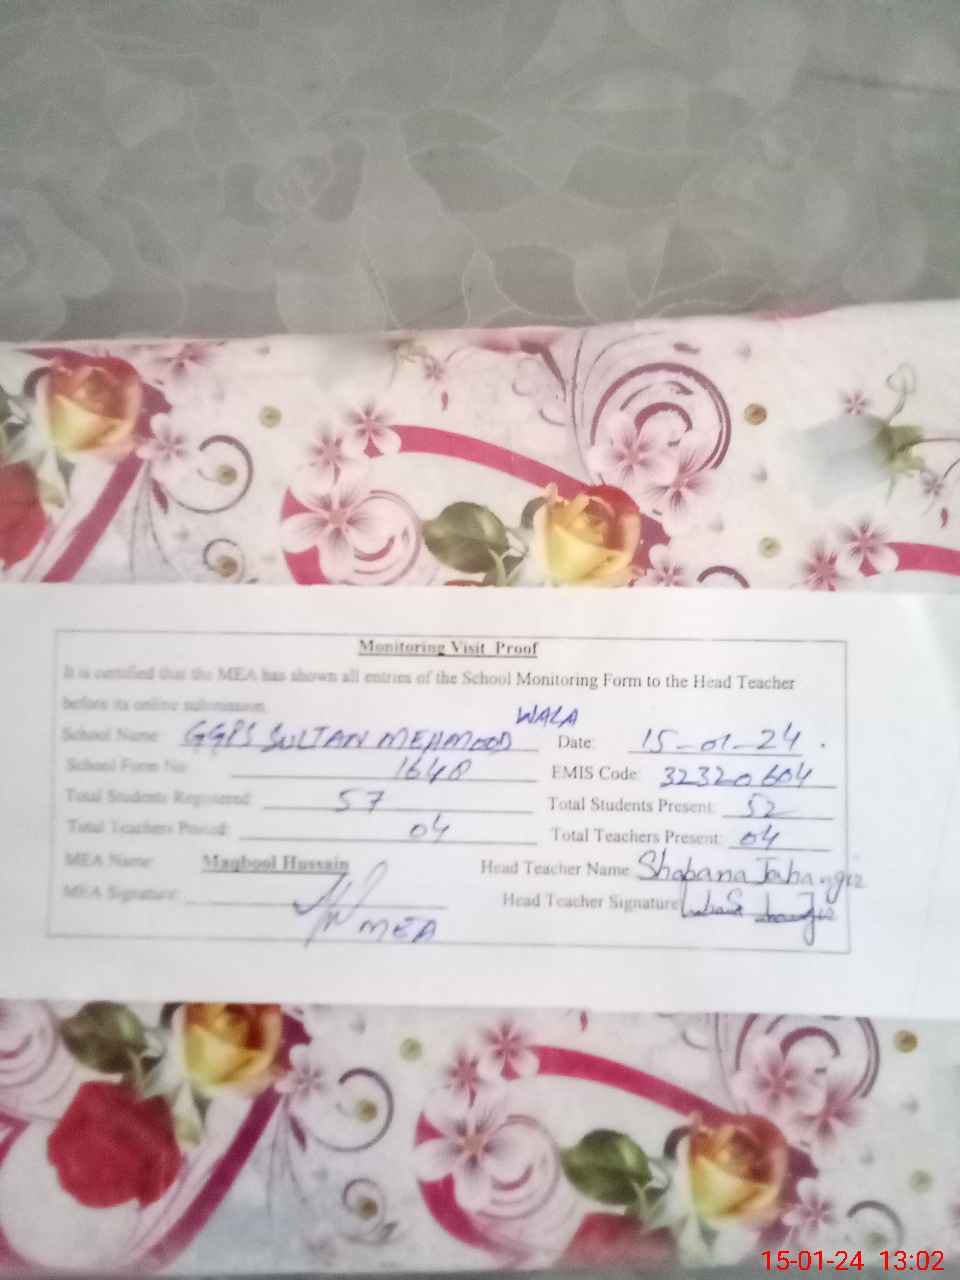 Monitoring Visit Proof
It is certified that the MEA has shown all entries of the School Monitoring Form to the Head Teacher
before its online submission.
School Name: GGPS SULTAN MEHMOOD WALA Date: 15-01-24.
School Form No: 1648 EMIS Code: 32320604
Total Students Registered: 57 Total Students Present: 52
Total Teachers Posted: 04 Total Teachers Present: 04
MEA Name: Maqbool Hussain Head Teacher Name Shabana Jahangir
MEA Signature: MEA Head Teacher Signature
15-01-24 13:02